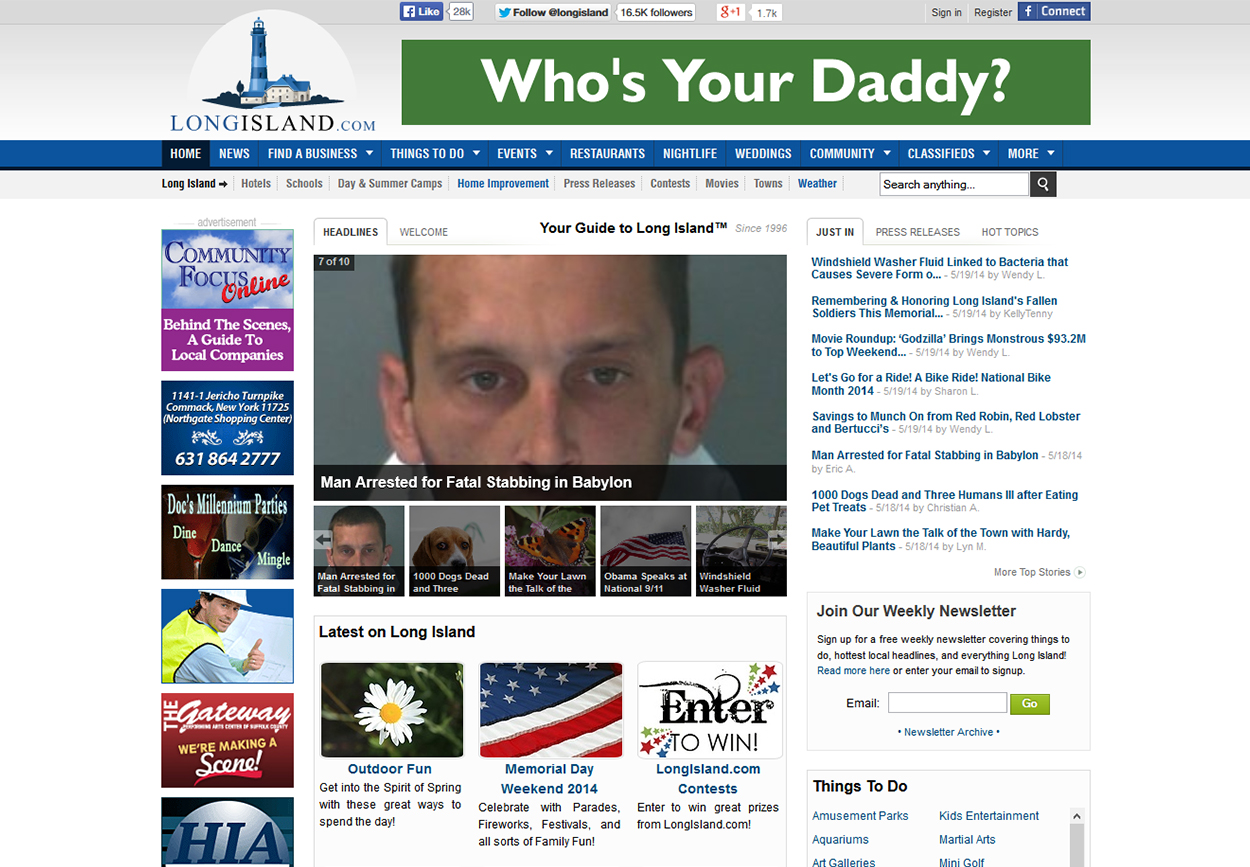 Like 28k Follow @longisland 16.5K followers g+1 1.7k Sign in Register f Connect
LONGISLAND.COM
Who's Your Daddy?
HOME NEWS FIND A BUSINESS THINGS TO DO EVENTS RESTAURANTS NIGHTLIFE WEDDINGS COMMUNITY CLASSIFIEDS MORE
Long Island Hotels Schools Day & Summer Camps Home Improvement Press Releases Contests Movies Towns Weather Search anything...
advertisement
COMMUNITY
FOCUS
Online
Behind The Scenes,
A Guide To
Local Companies
1141-1 Jericho Turnpike
Commack, New York 11725
(Northgate Shopping Center)
631 864 2777
Doc's Millennium Parties
Dine
Dance
Mingle
THE Gateway
PERFORMING ARTS CENTER OF SUFFOLK COUNTY
WE'RE MAKING A
Scene!
HIA
HEADLINES WELCOME Your Guide to Long Island™ Since 1996
7 of 10
Man Arrested for Fatal Stabbing in Babylon
Man Arrested for
Fatal Stabbing in
1000 Dogs Dead
and Three
Make Your Lawn
the Talk of the
Obama Speaks at
National 9/11
Windshield
Washer Fluid
Latest on Long Island
Enter
TO WIN!
Outdoor Fun
Get into the Spirit of Spring
with these great ways to
spend the day!
Memorial Day
Weekend 2014
Celebrate with Parades,
Fireworks, Festivals, and
all sorts of Family Fun!
LongIsland.com
Contests
Enter to win great prizes
from LongIsland.com!
JUST IN PRESS RELEASES HOT TOPICS
Windshield Washer Fluid Linked to Bacteria that
Causes Severe Form o... - 5/19/14 by Wendy L.
Remembering & Honoring Long Island's Fallen
Soldiers This Memorial... - 5/19/14 by KellyTenny
Movie Roundup: ‘Godzilla’ Brings Monstrous $93.2M
to Top Weekend... - 5/19/14 by Wendy L.
Let's Go for a Ride! A Bike Ride! National Bike
Month 2014 - 5/19/14 by Sharon L.
Savings to Munch On from Red Robin, Red Lobster
and Bertucci's - 5/19/14 by Wendy L.
Man Arrested for Fatal Stabbing in Babylon - 5/18/14
by Eric A.
1000 Dogs Dead and Three Humans Ill after Eating
Pet Treats - 5/18/14 by Christian A.
Make Your Lawn the Talk of the Town with Hardy,
Beautiful Plants - 5/18/14 by Lyn M.
More Top Stories
Join Our Weekly Newsletter
Sign up for a free weekly newsletter covering things to
do, hottest local headlines, and everything Long Island!
Read more here or enter your email to signup.
Email: Go
• Newsletter Archive •
Things To Do
Amusement Parks Kids Entertainment
Aquariums Martial Arts
Art Galleries Mini Golf